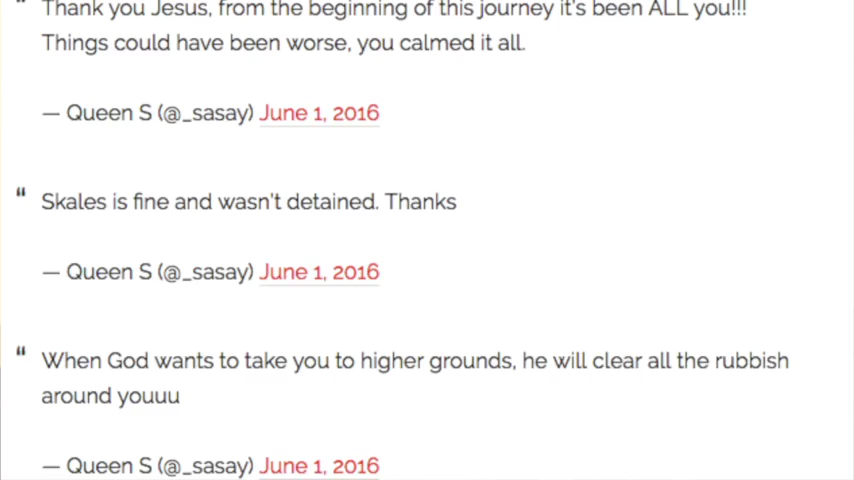 “ Thank you Jesus, from the beginning of this journey it's been ALL you!!!
Things could have been worse, you calmed it all.
— Queen S (@_sasay) June 1, 2016
“ Skales is fine and wasn't detained. Thanks
— Queen S (@_sasay) June 1, 2016
“ When God wants to take you to higher grounds, he will clear all the rubbish
around youuu
— Queen S (@_sasay) June 1, 2016